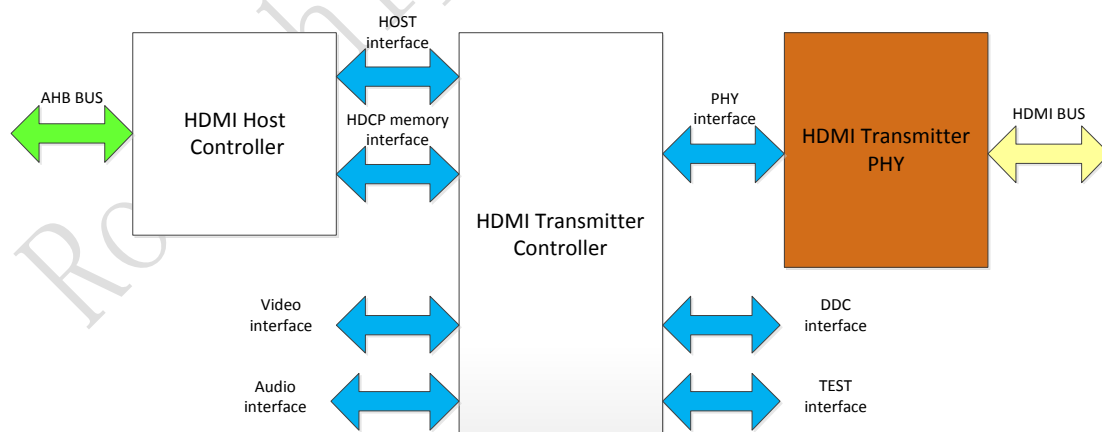 HOST
interface
AHB BUS
HDMI Host
Controller
HDCP memory
interface
PHY
interface
HDMI Transmitter
PHY
HDMI BUS
HDMI Transmitter
Controller
Video
interface
DDC
interface
Audio
interface
TEST
interface